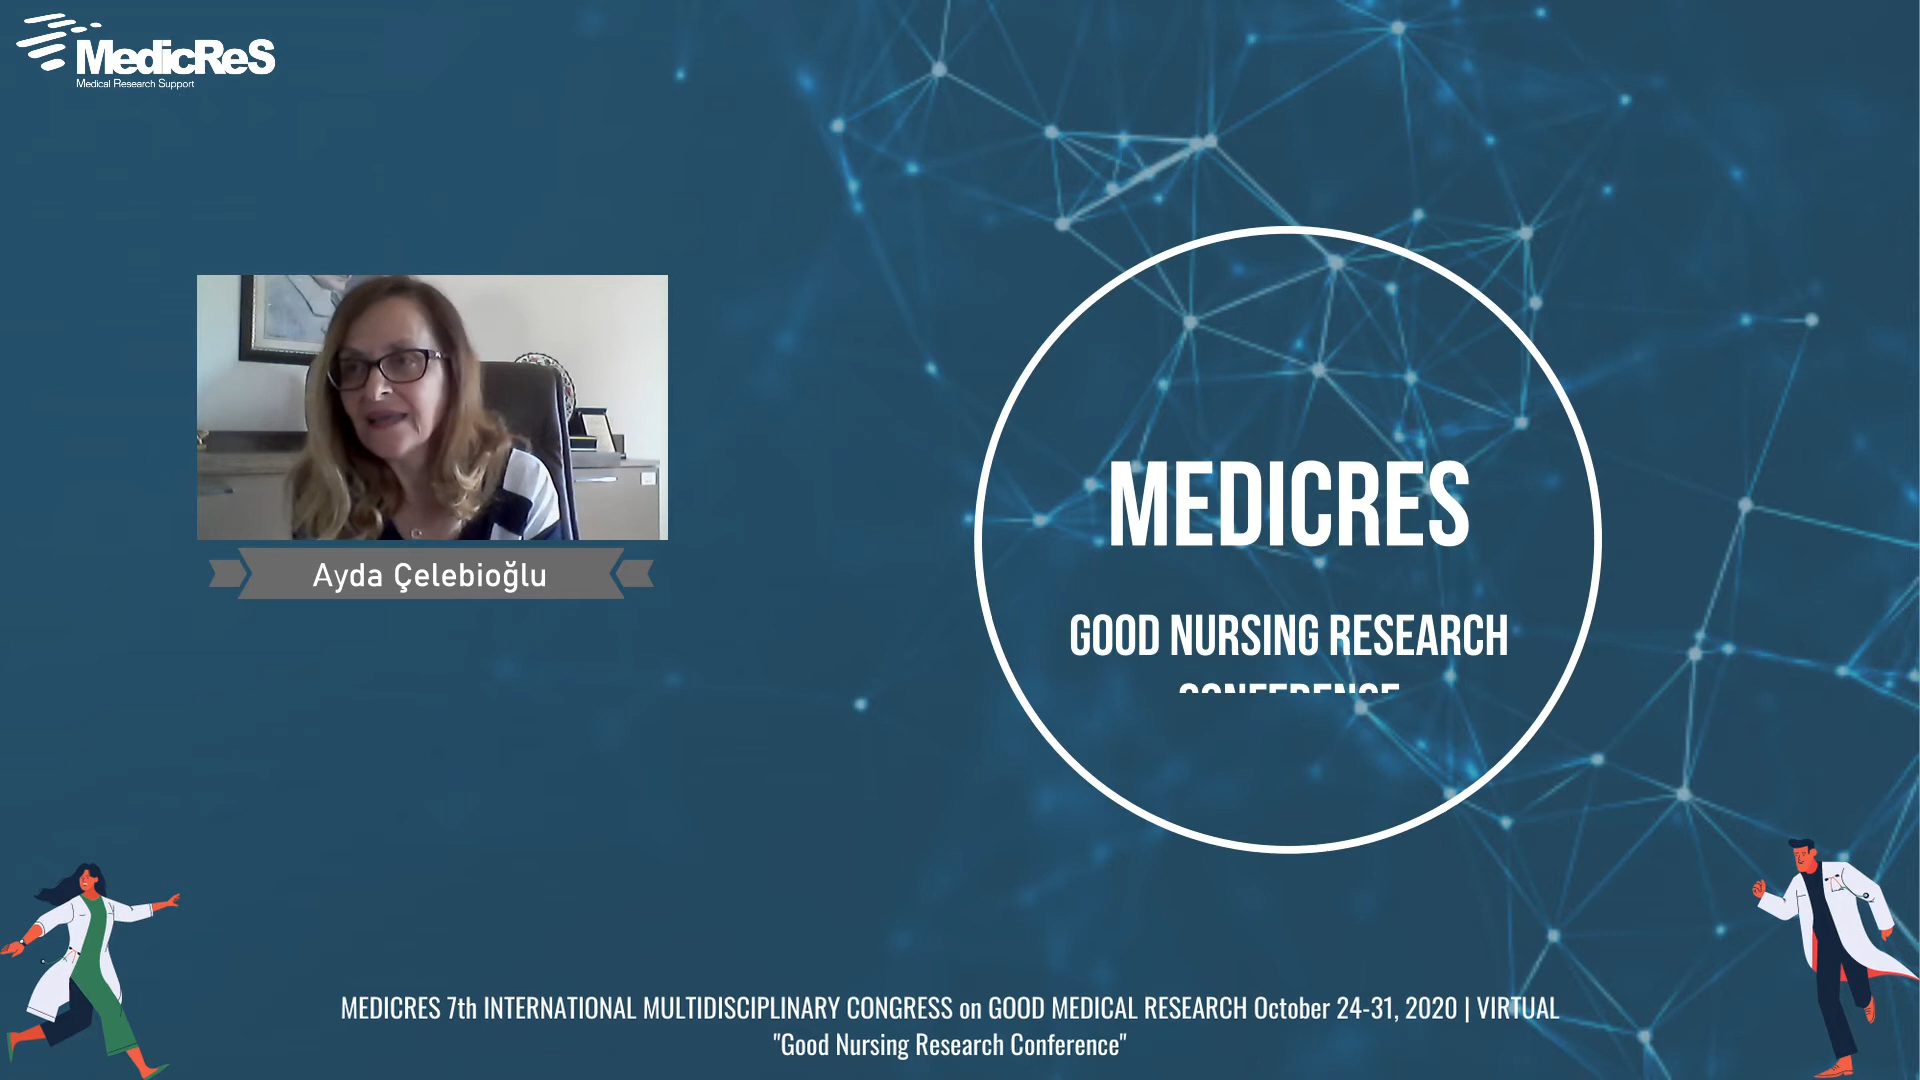 MedicReS
Medical Research Support
Ayda Çelebioğlu
MEDICRES
GOOD NURSING RESEARCH
CONFERENCE
MEDICRES 7th INTERNATIONAL MULTIDISCIPLINARY CONGRESS on GOOD MEDICAL RESEARCH October 24-31, 2020 | VIRTUAL
"Good Nursing Research Conference"